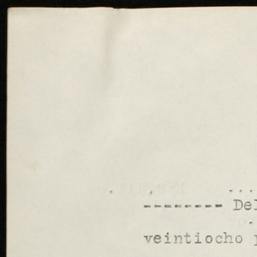 -------- Del
veintiocho y